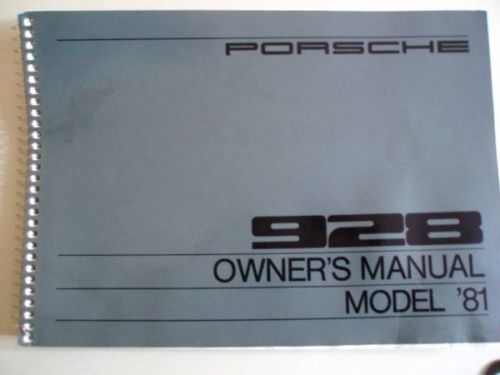 PORSCHE
928
OWNER'S MANUAL
MODEL '81